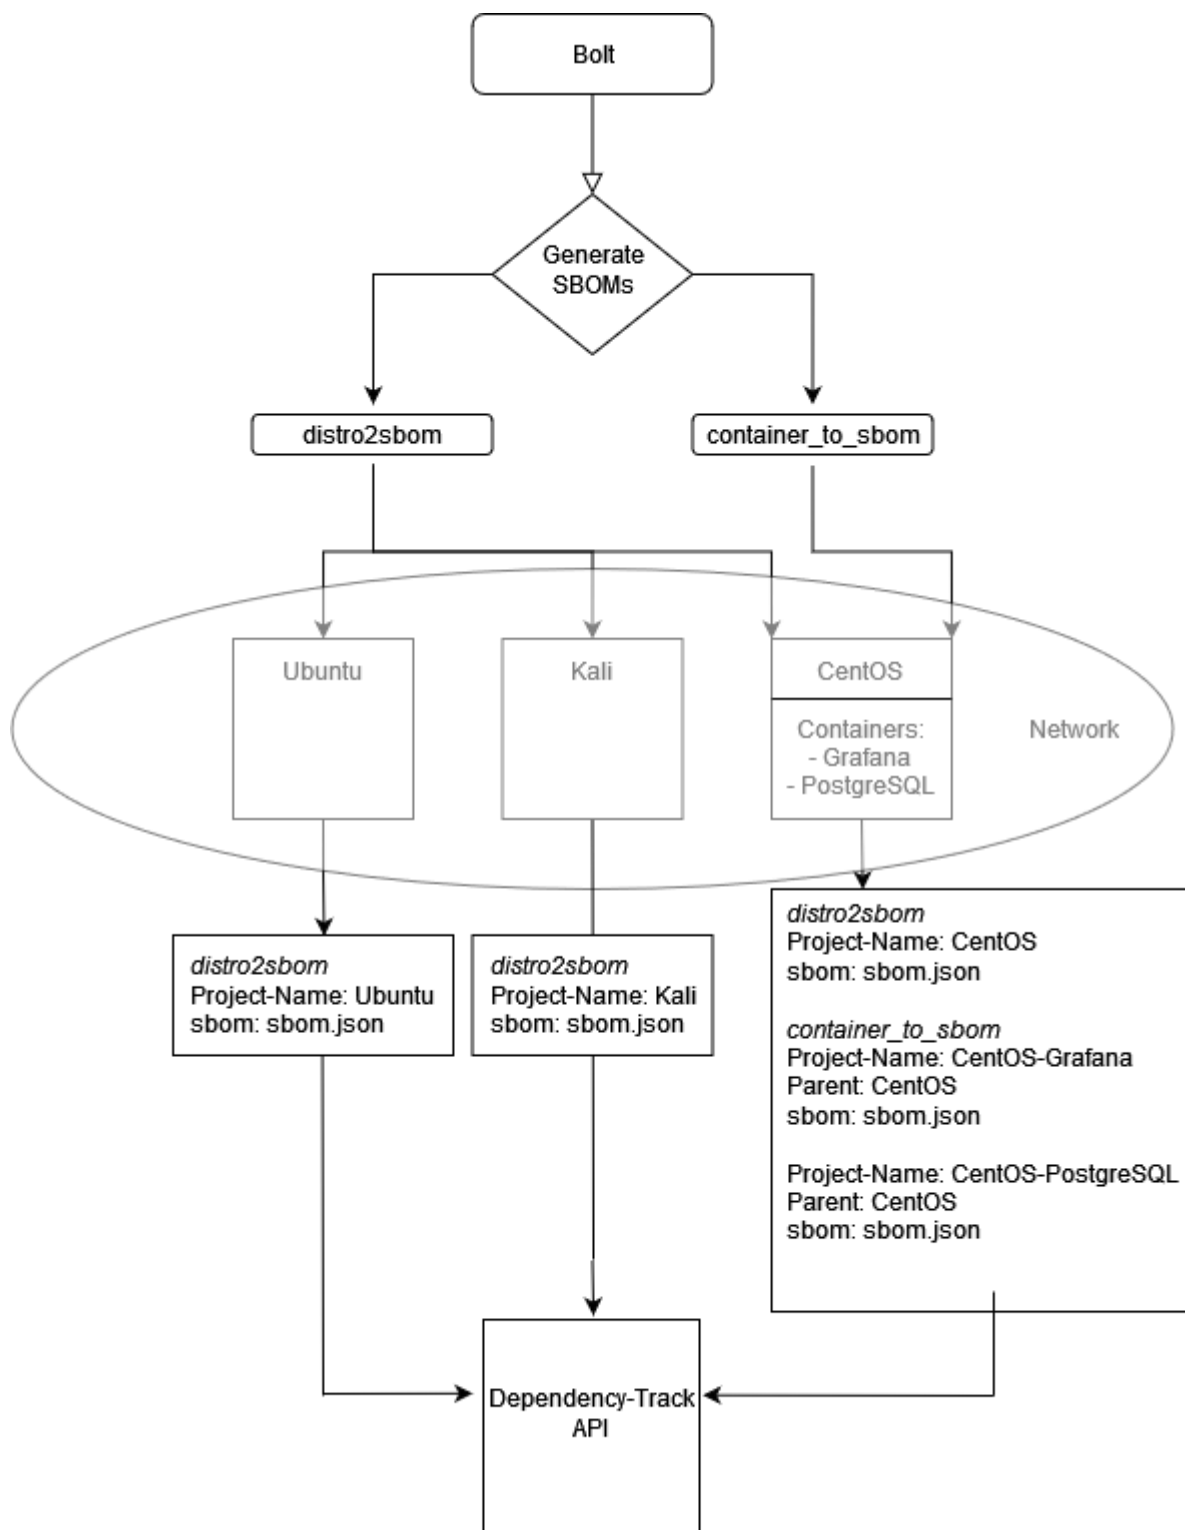 Bolt
Generate
SBOMs
distro2sbom
container_to_sbom
Ubuntu
Kali
CentOS
Containers:
- Grafana
- PostgreSQL
Network
distro2sbom
Project-Name: Ubuntu
sbom: sbom.json
distro2sbom
Project-Name: Kali
sbom: sbom.json
distro2sbom
Project-Name: CentOS
sbom: sbom.json
container_to_sbom
Project-Name: CentOS-Grafana
Parent: CentOS
sbom: sbom.json
Project-Name: CentOS-PostgreSQL
Parent: CentOS
sbom: sbom.json
Dependency-Track
API